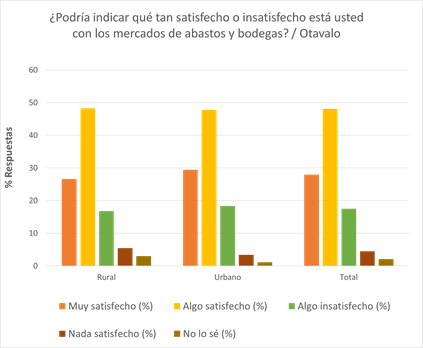 ¿Podría indicar qué tan satisfecho o insatisfecho está usted
con los mercados de abastos y bodegas? / Otavalo
% Respuestas
60
50
40
30
20
10
0
Rural Urbano Total
Muy satisfecho (%) Algo satisfecho (%) Algo insatisfecho (%)
Nada satisfecho (%) No lo sé (%)